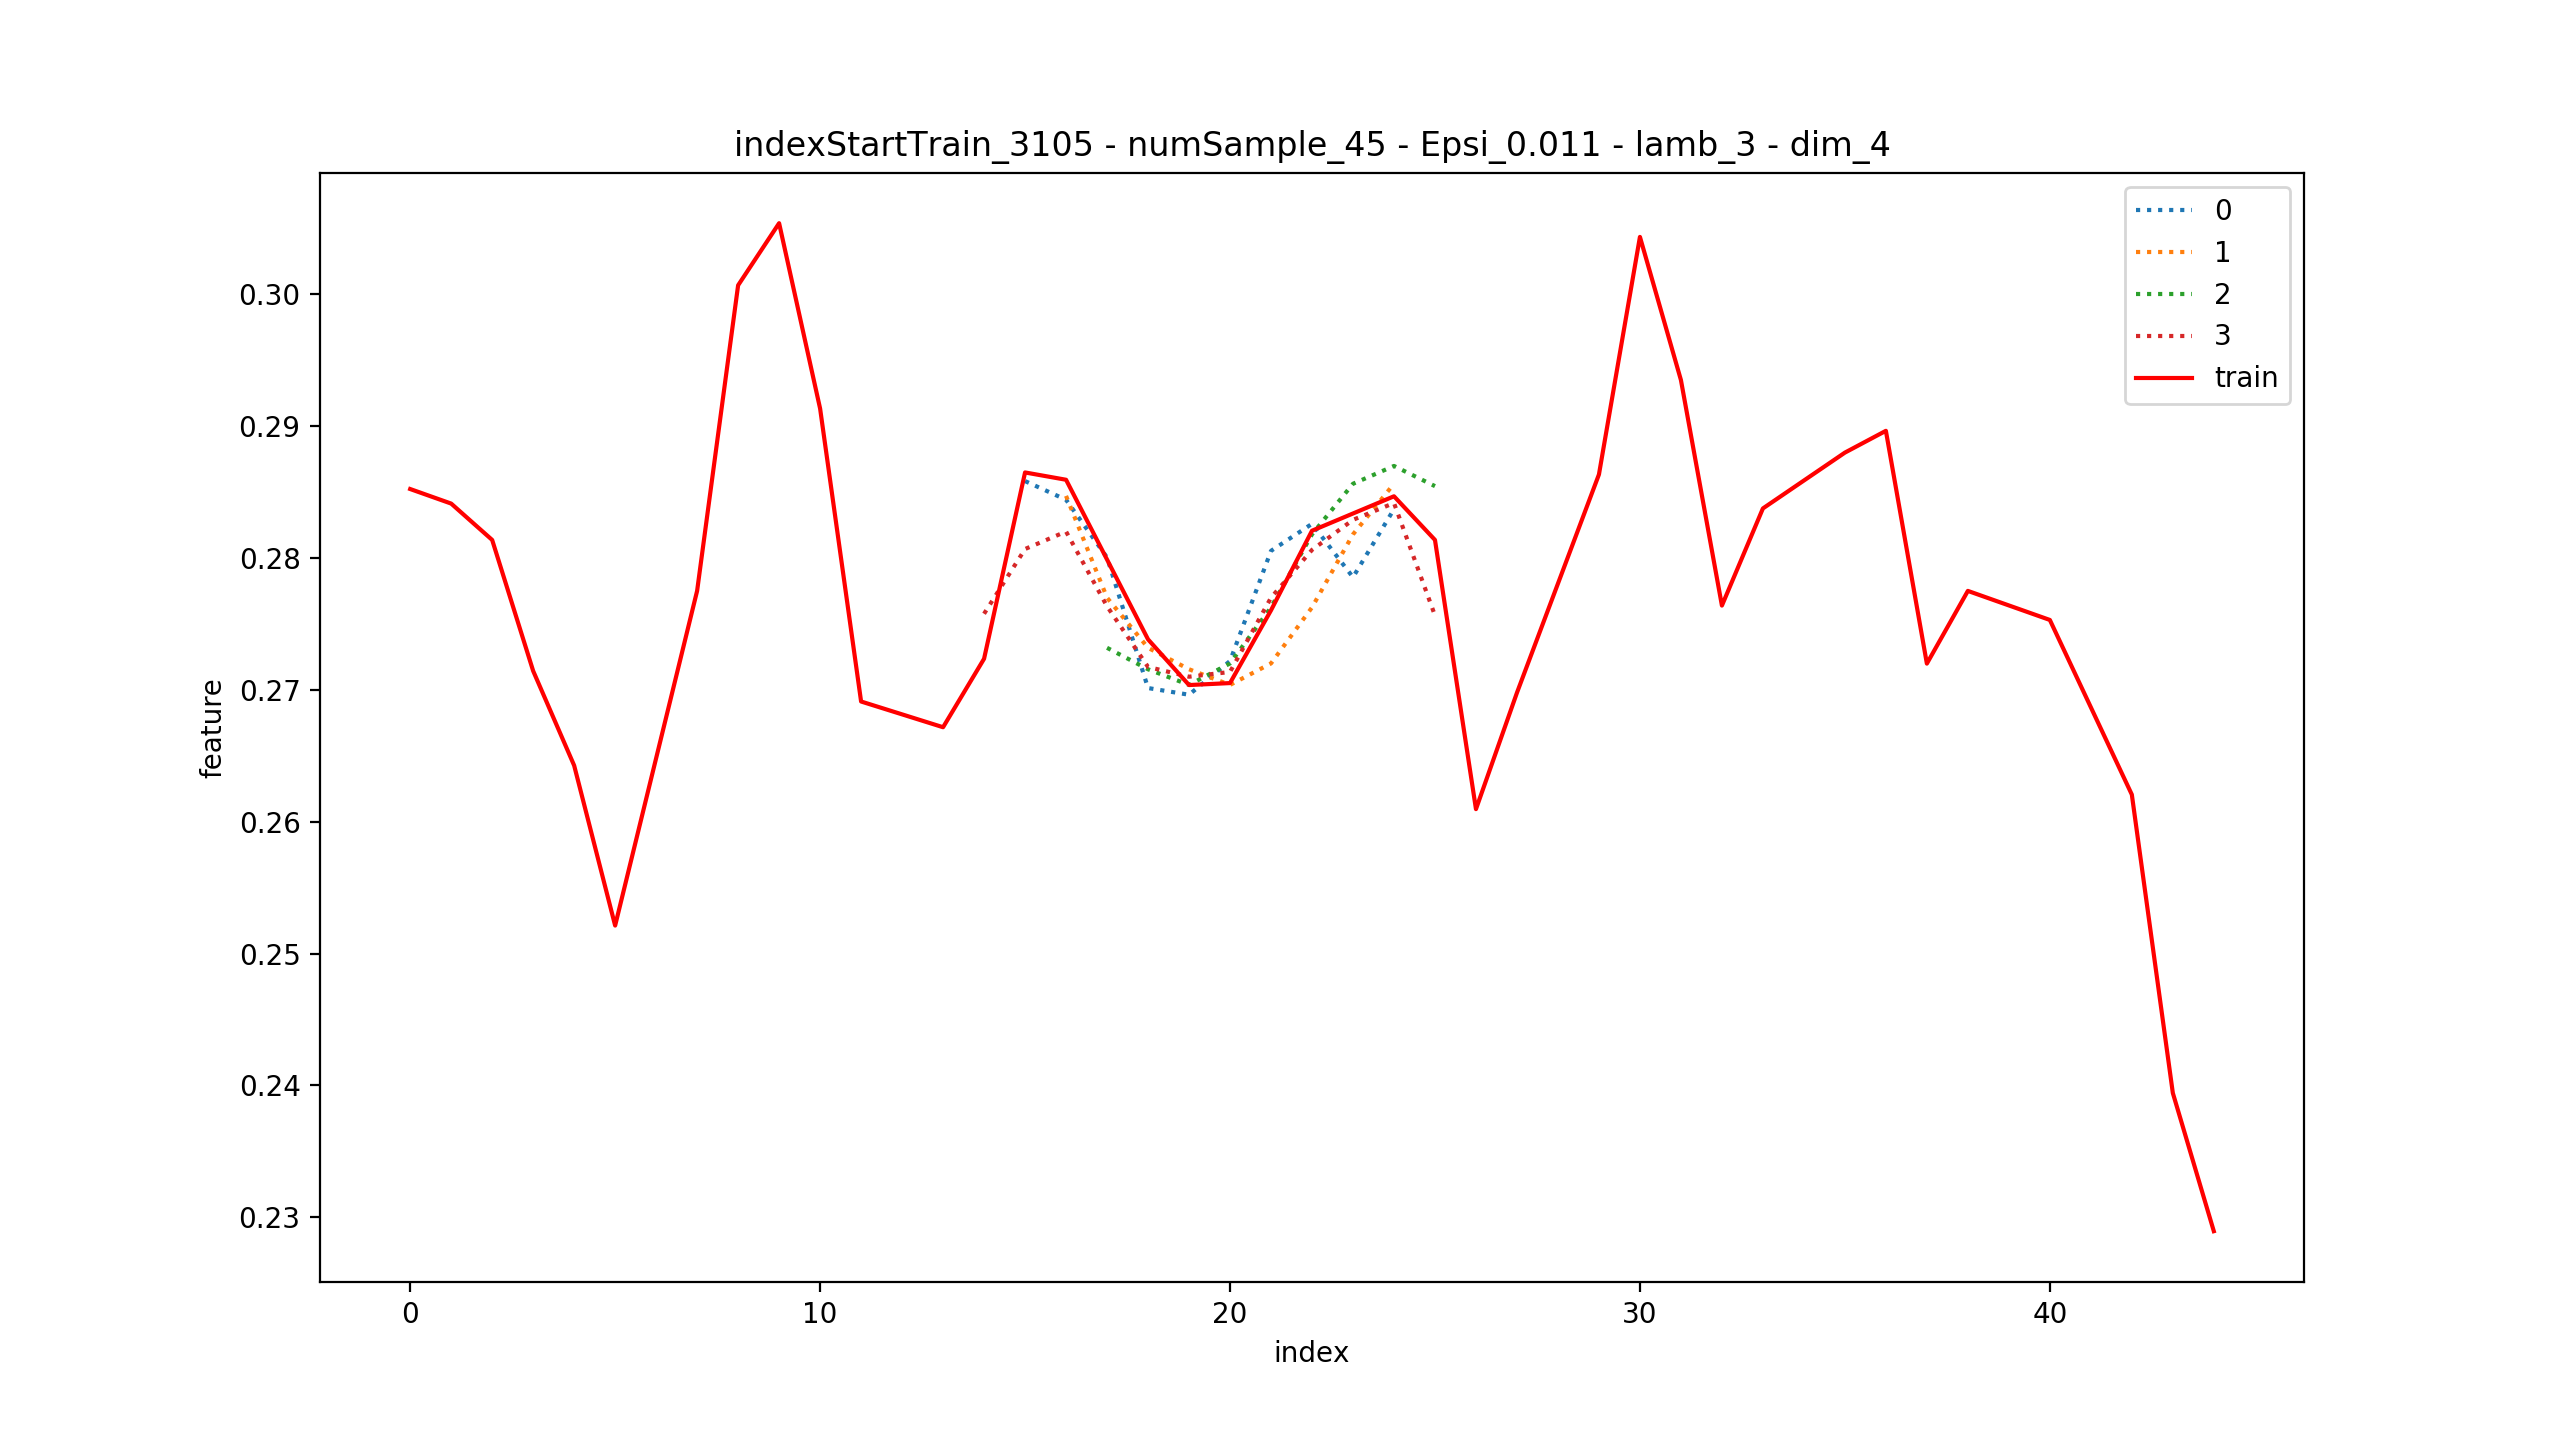 indexStartTrain_3105 - numSample_45 - Epsi_0.011 - lamb_3 - dim_4
0
1
2
3
train
0.30
0.29
0.28
0.27
0.26
0.25
0.24
0.23
feature
0 10 20 30 40
index